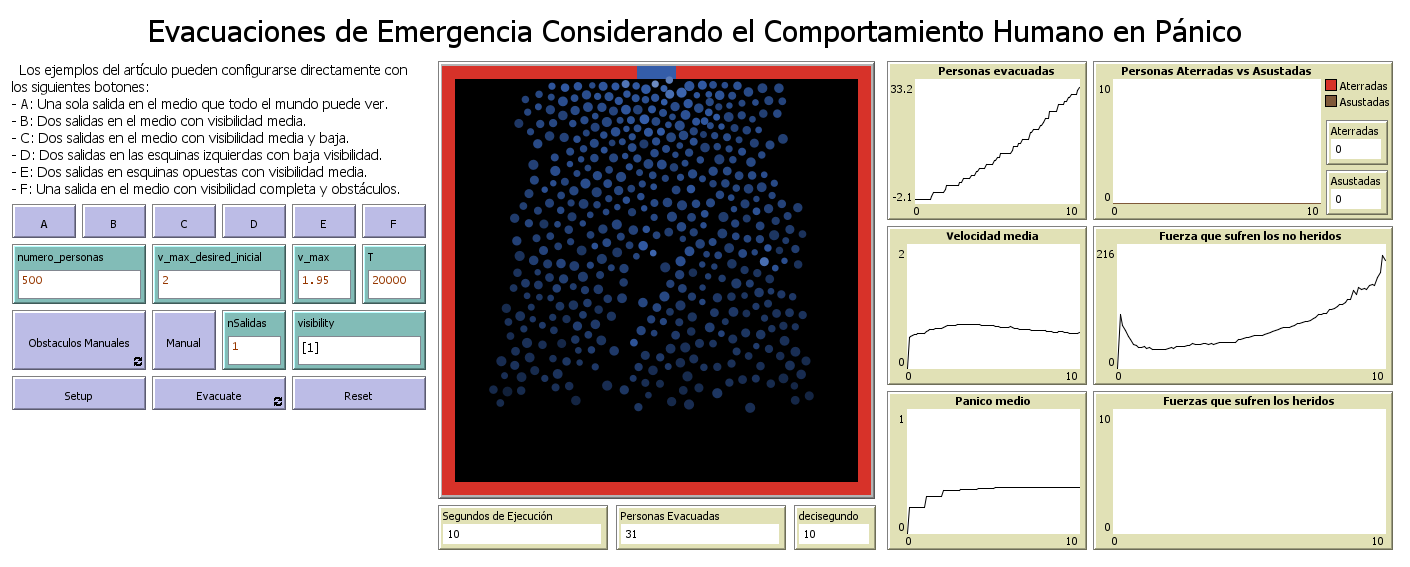 Evacuaciones de Emergencia Considerando el Comportamiento Humano en Pánico
Los ejemplos del artículo pueden configurarse directamente con
los siguientes botones:
- A: Una sola salida en el medio que todo el mundo puede ver.
- B: Dos salidas en el medio con visibilidad media.
- C: Dos salidas en el medio con visibilidad media y baja.
- D: Dos salidas en las esquinas izquierdas con baja visibilidad.
- E: Dos salidas en esquinas opuestas con visibilidad media.
- F: Una salida en el medio con visibilidad completa y obstáculos.
A B C D E F
numero_personas v_max_desired_inicial v_max T
500 2 1.95 20000
Obstaculos Manuales Manual
nSalidas visibility
1 [1]
Setup Evacuate Reset
Segundos de Ejecución Personas Evacuadas decisegundo
10 31 10
Personas evacuadas
33.2
-2.1
0 10
Personas Aterradas vs Asustadas
10
0
0 10
Aterradas
Asustadas
Aterradas
0
Asustadas
0
Velocidad media
2
0
0 10
Fuerza que sufren los no heridos
216
0
0 10
Panico medio
1
0
0 10
Fuerzas que sufren los heridos
10
0
0 10